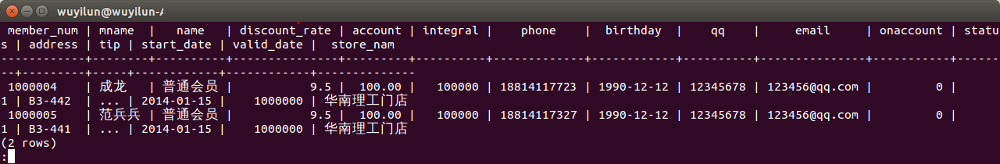 wuyilun@wuyilun-A
member_num | mname | name | discount_rate | account | integral | phone | birthday | qq | email | onaccount | statu
s | address | tip | start_date | valid_date | store_nam
-----------+--------+----------+---------------+---------+----------+-------------+------------+----------+---------------+-----------+------
--+---------+-----+------------+------------+--------------
1000004 | 成龙 | 普通会员 | 9.5 | 100.00 | 100000 | 18814117723 | 1990-12-12 | 12345678 | 123456@qq.com | 0 |
1 | B3-442 | ... | 2014-01-15 | 1000000 | 华南理工门店
1000005 | 范兵兵 | 普通会员 | 9.5 | 100.00 | 100000 | 18814117327 | 1990-12-12 | 12345678 | 123456@qq.com | 0 |
1 | B3-441 | ... | 2014-01-15 | 1000000 | 华南理工门店
(2 rows)
: